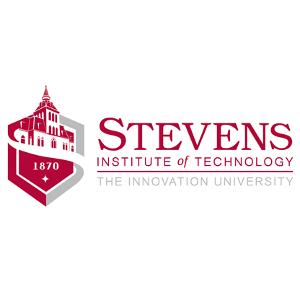 1870
STEVENS
INSTITUTE of TECHNOLOGY
THE INNOVATION UNIVERSITY